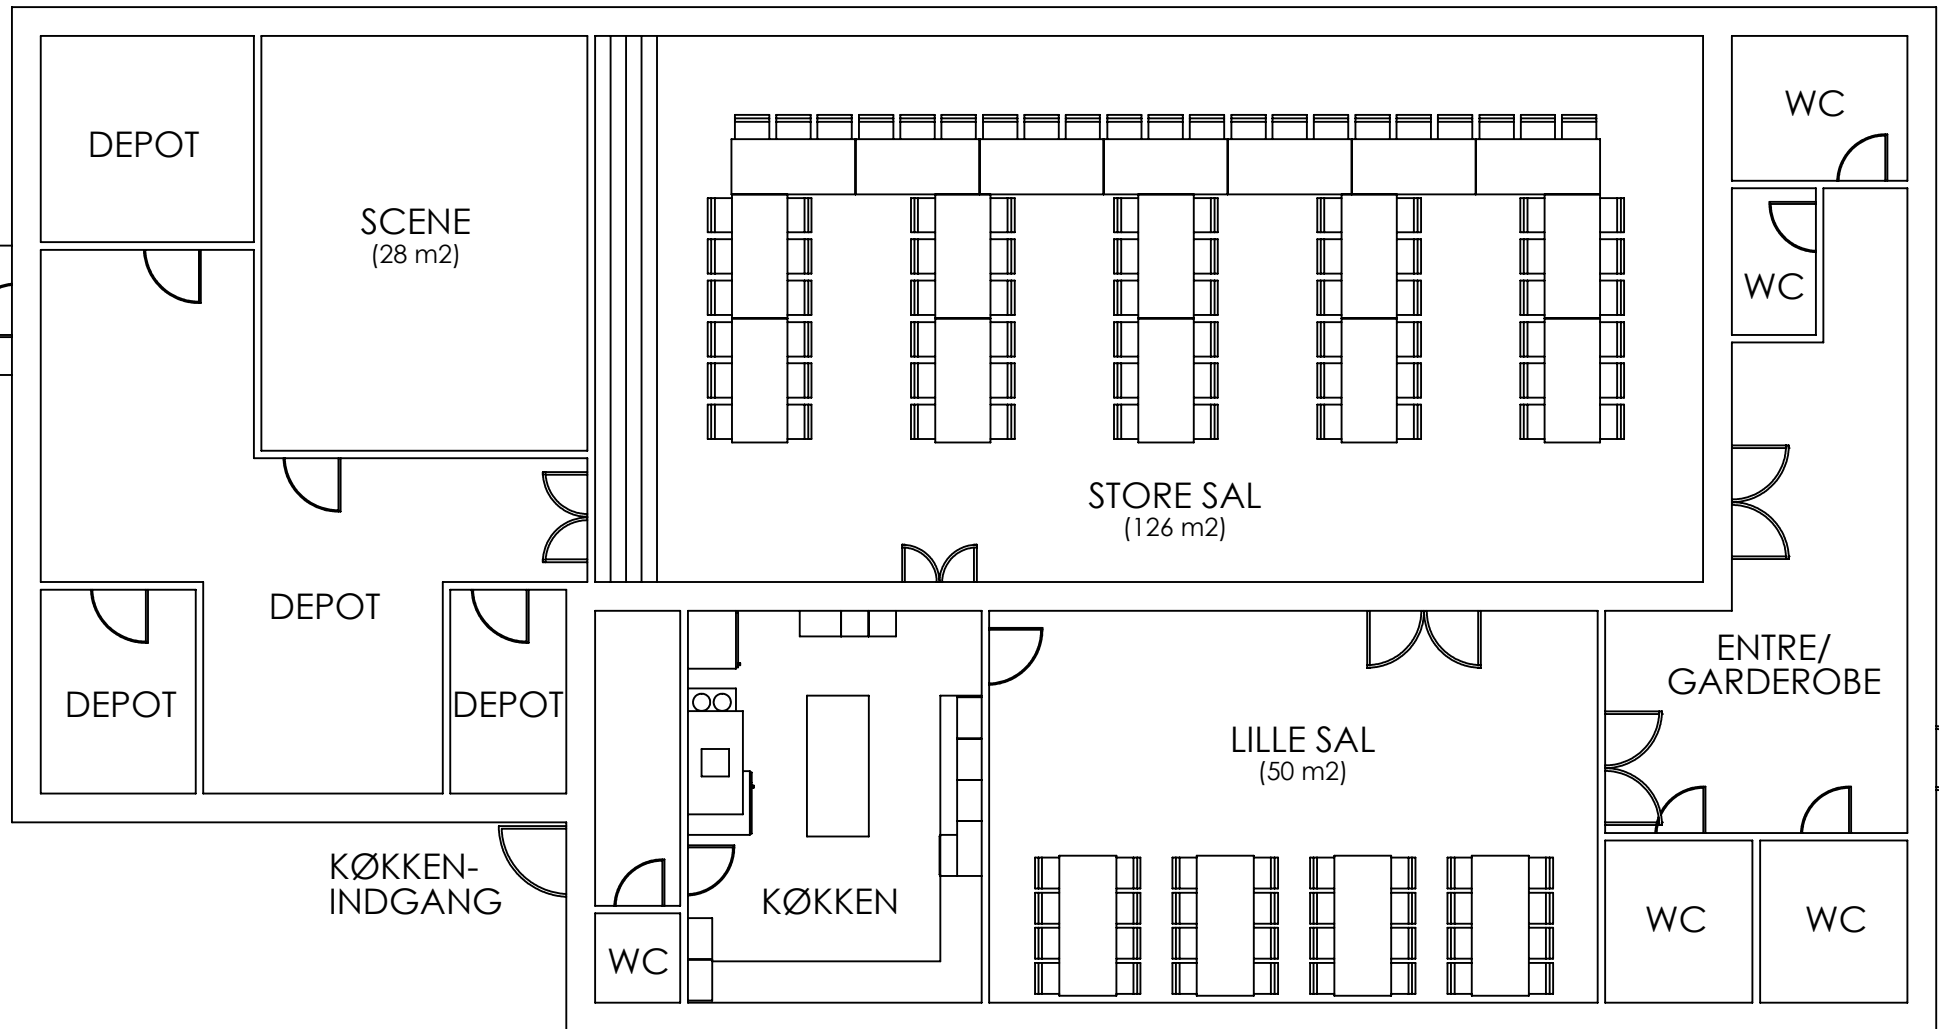 DEPOT
SCENE
(28 m2)
WC
WC
STORE SAL
(126 m2)
DEPOT
DEPOT
DEPOT
ENTRE/
GARDEROBE
LILLE SAL
(50 m2)
KØKKEN-
INDGANG
KØKKEN
WC
WC
WC